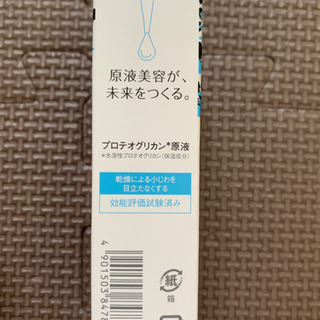 原液美容が、
未来をつくる。
プロテオグリカン*原液
*水溶性プロテオグリカン(保湿成分)
乾燥による小じわを
目立たなくする
効能評価試験済み
4 901503 847
紙
箱